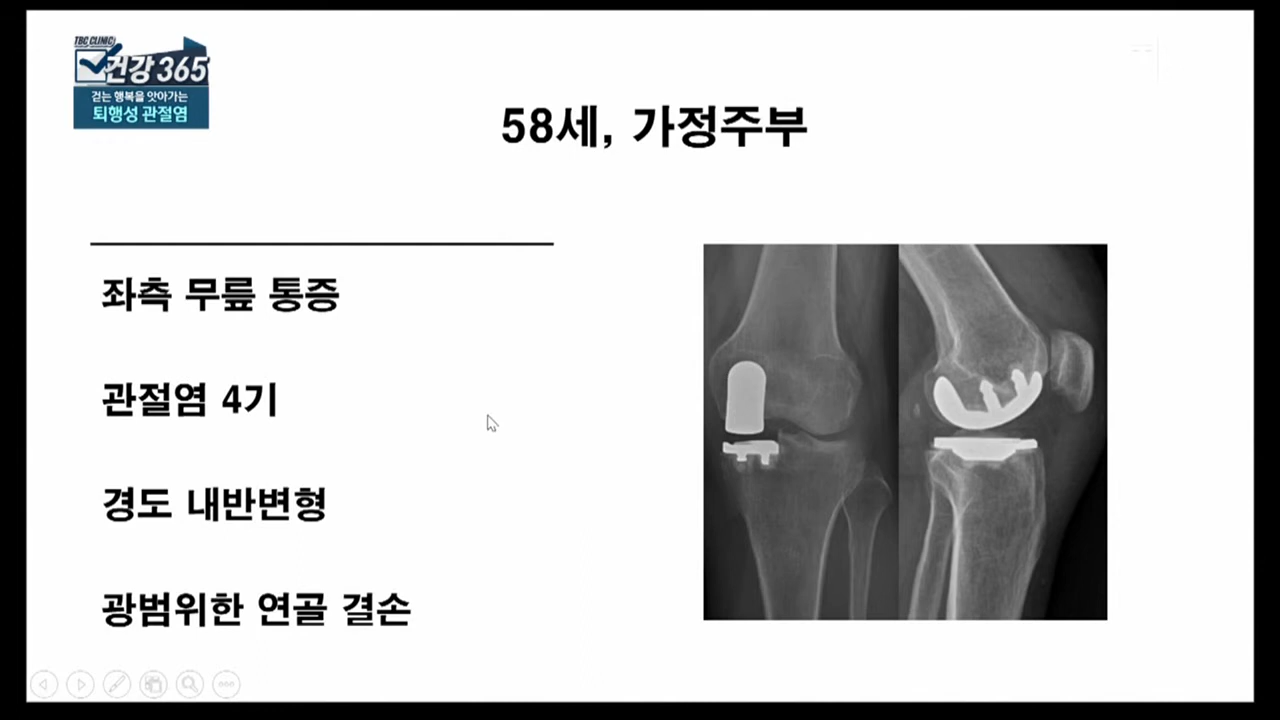 TBC CLINIC
건강 365
걷는 행복을 앗아가는
퇴행성 관절염
58세, 가정주부
좌측 무릎 통증
관절염 4기
경도 내반변형
광범위한 연골 결손